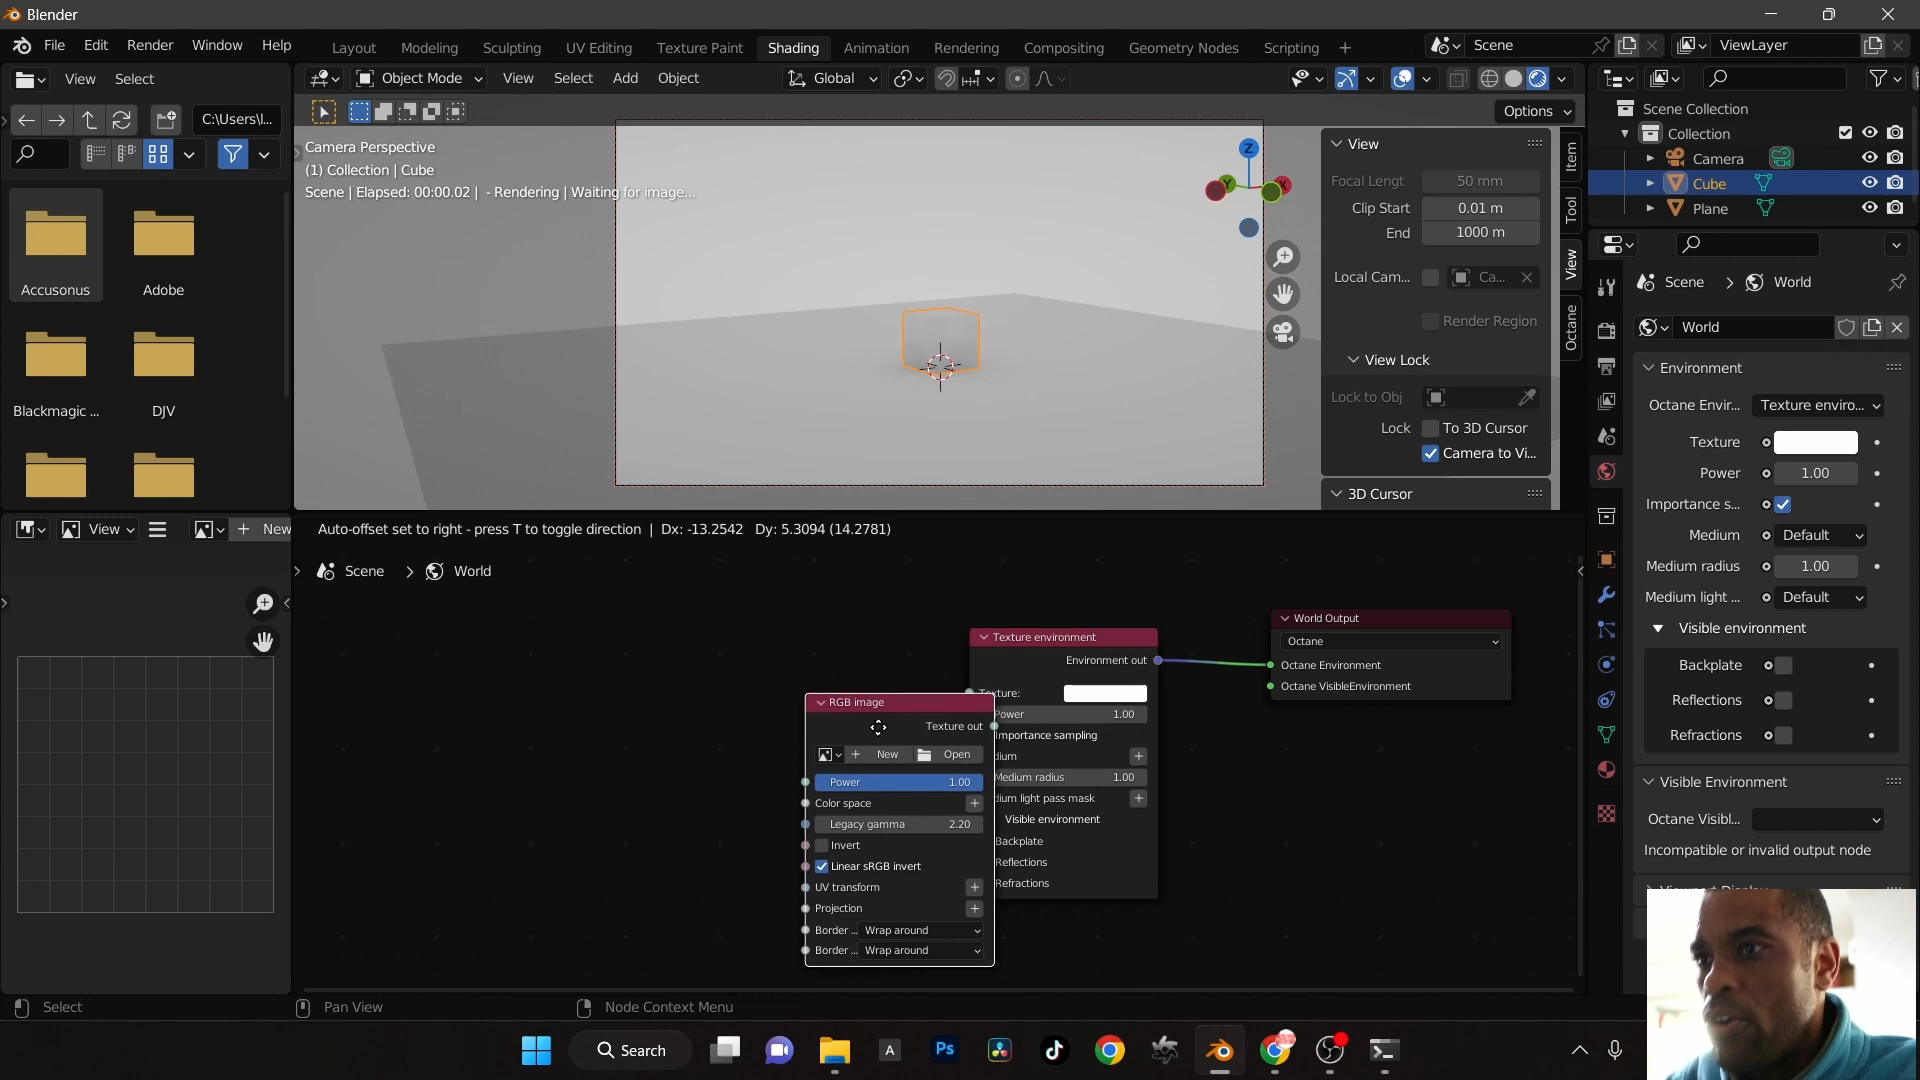 Blender
File Edit Render Window Help
Layout Modeling Sculpting UV Editing Texture Paint Shading Animation Rendering Compositing Geometry Nodes Scripting +
Scene
ViewLayer
View Select
Object Mode View Select Add Object
Global
C:\Users\l...
Options
Accusonus
Adobe
Blackmagic ...
DJV
Camera Perspective
(1) Collection | Cube
Scene | Elapsed: 00:00.02 | - Rendering | Waiting for image...
Z
Y
X
View
Focal Lengt 50 mm
Clip Start 0.01 m
End 1000 m
Local Cam... Ca...
Render Region
View Lock
Lock to Obj
Lock To 3D Cursor
Camera to Vi...
3D Cursor
Item
Tool
View
Octane
Scene Collection
Collection
Camera
Cube
Plane
Scene > World
World
Environment
Octane Envir... Texture enviro...
Texture
Power 1.00
Importance s...
Medium Default
Medium radius 1.00
Medium light ... Default
Visible environment
Backplate
Reflections
Refractions
Visible Environment
Octane Visibl...
Incompatible or invalid output node
View
+ New
Auto-offset set to right - press T to toggle direction | Dx: -13.2542 Dy: 5.3094 (14.2781)
Scene > World
World Output
Octane
Octane Environment
Octane VisibleEnvironment
Texture environment
Environment out
Texture:
Power 1.00
Importance sampling
dium
Medium radius 1.00
dium light pass mask
Visible environment
Backplate
Reflections
Refractions
RGB image
Texture out
+ New Open
Power 1.00
Color space
Legacy gamma 2.20
Invert
Linear sRGB invert
UV transform
Projection
Border ... Wrap around
Border ... Wrap around
Select
Pan View
Node Context Menu
Search
A
Ps